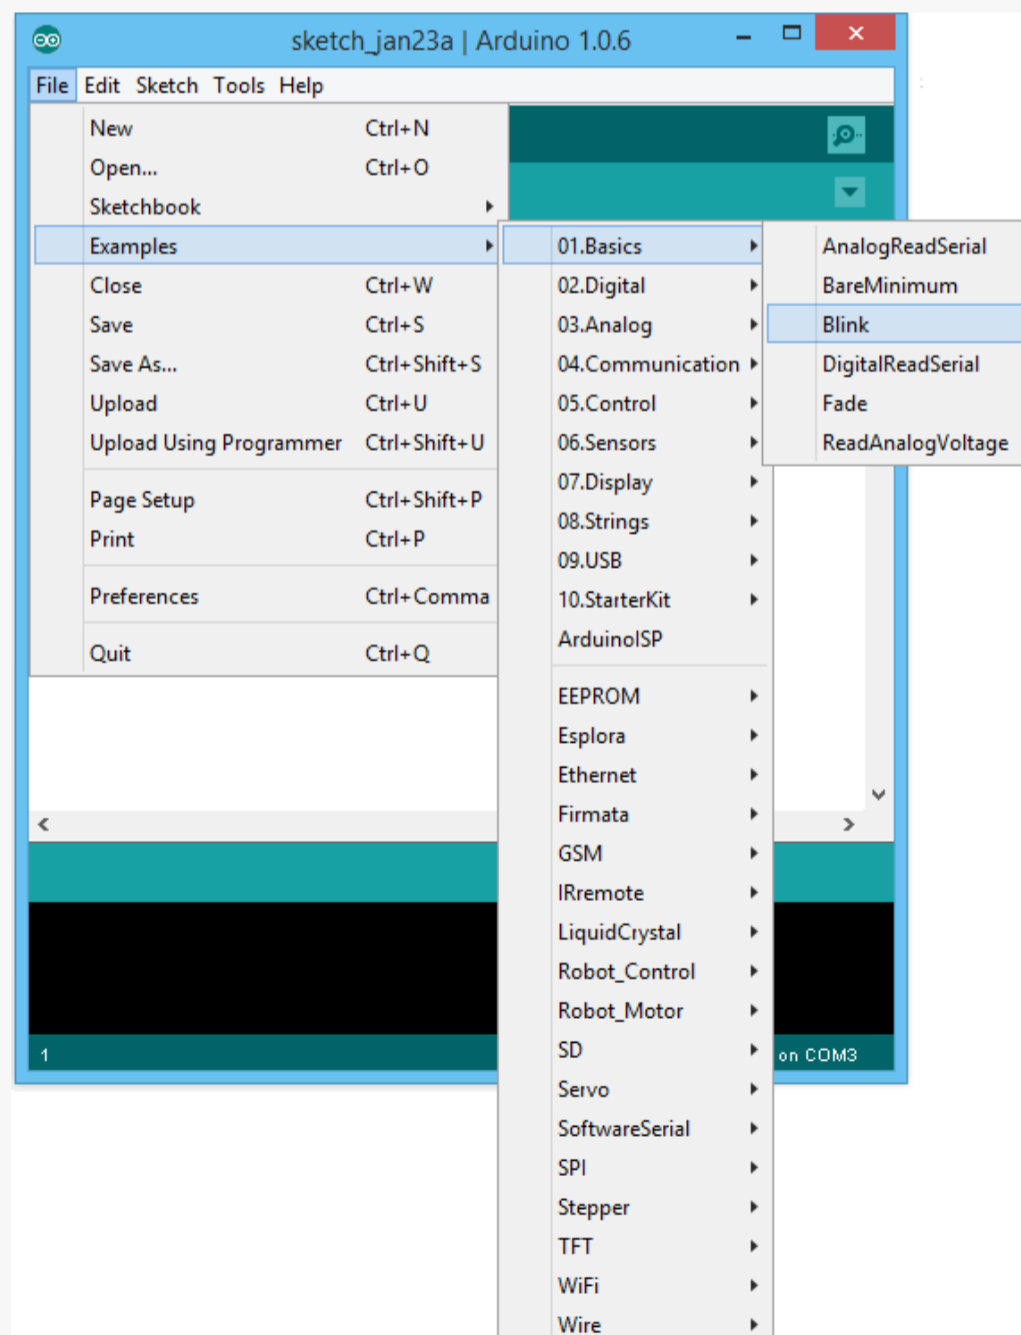 sketch_jan23a | Arduino 1.0.6
File Edit Sketch Tools Help
New Ctrl+N
Open... Ctrl+O
Sketchbook
Examples
Close Ctrl+W
Save Ctrl+S
Save As... Ctrl+Shift+S
Upload Ctrl+U
Upload Using Programmer Ctrl+Shift+U
Page Setup Ctrl+Shift+P
Print Ctrl+P
Preferences Ctrl+Comma
Quit Ctrl+Q
01.Basics
02.Digital
03.Analog
04.Communication
05.Control
06.Sensors
07.Display
08.Strings
09.USB
10.StarterKit
ArduinoISP
EEPROM
Esplora
Ethernet
Firmata
GSM
IRremote
LiquidCrystal
Robot_Control
Robot_Motor
SD
Servo
SoftwareSerial
SPI
Stepper
TFT
WiFi
Wire
AnalogReadSerial
BareMinimum
Blink
DigitalReadSerial
Fade
ReadAnalogVoltage
1 on COM3